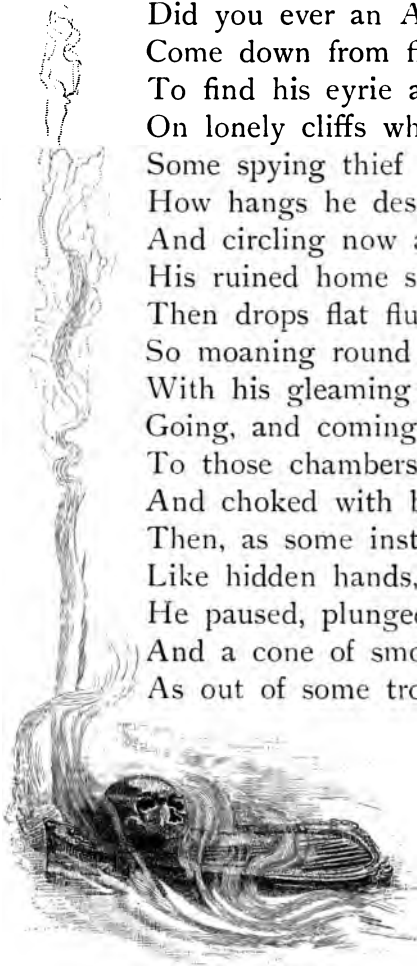 Did you ever an A
Come down from fi
To find his eyrie a
On lonely cliffs wh
Some spying thief
How hangs he des
And circling now a
His ruined home s
Then drops flat flu
So moaning round
With his gleaming
Going, and coming
To those chambers
And choked with b
Then, as some inst
Like hidden hands,
He paused, plunged
And a cone of smo
As out of some tro